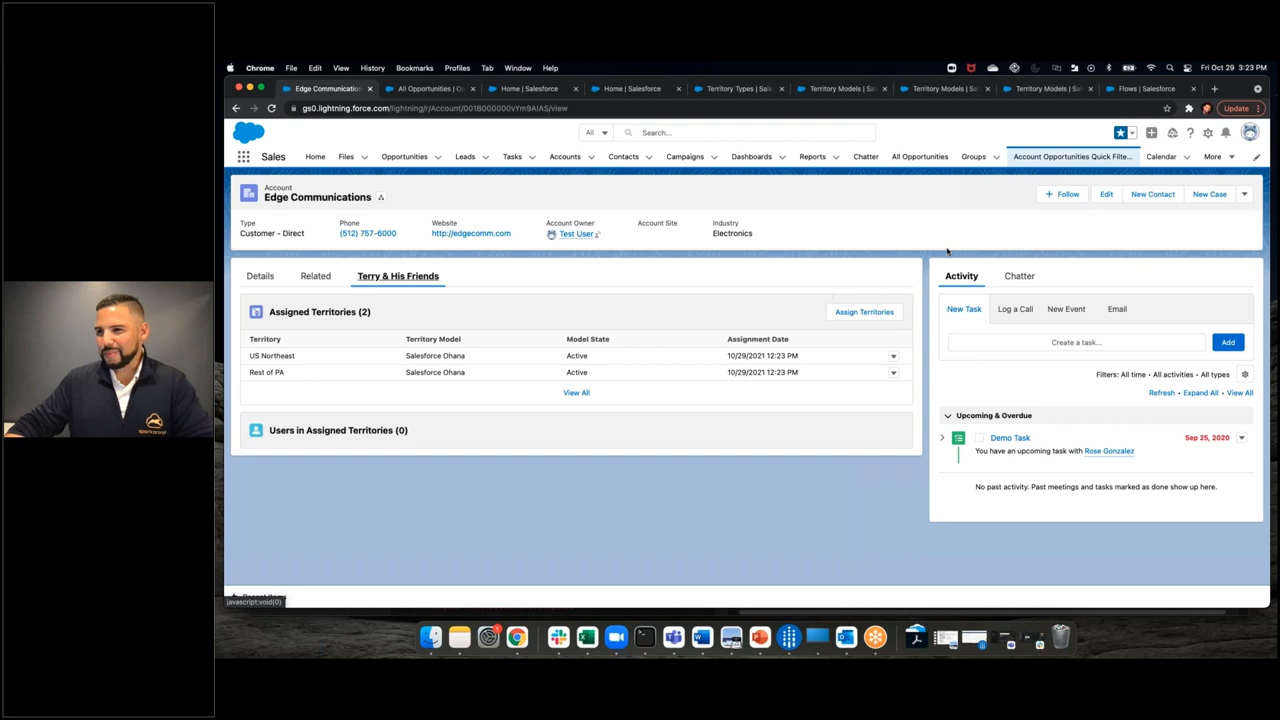 Chrome File Edit View History Bookmarks Profiles Tab Window Help Fri Oct 29 3:23 PM
Edge Communication All Opportunities | O Home | Salesforce Home | Salesforce Territory Types | Sale Territory Models | Sa Territory Models | Sa Territory Models | Sa Flows | Salesforce
gs0.lightning.force.com/lightning/r/Account/001B000000vYm9AIAS/view Update
All Search...
Sales Home Files Opportunities Leads Tasks Accounts Contacts Campaigns Dashboards Reports Chatter All Opportunities Groups Account Opportunities Quick Filte... Calendar More
Account
Edge Communications
+ Follow Edit New Contact New Case
Type Phone Website Account Owner Account Site Industry
Customer - Direct (512) 757-6000 http://edgecomm.com Test User Electronics
Details Related Terry & His Friends
Assigned Territories (2) Assign Territories
Territory Territory Model Model State Assignment Date
US Northeast Salesforce Ohana Active 10/29/2021 12:23 PM
Rest of PA Salesforce Ohana Active 10/29/2021 12:23 PM
View All
Users in Assigned Territories (0)
Activity Chatter
New Task Log a Call New Event Email
Create a task... Add
Filters: All time • All activities • All types
Refresh • Expand All • View All
Upcoming & Overdue
Demo Task Sep 25, 2020
You have an upcoming task with Rose Gonzalez
No past activity. Past meetings and tasks marked as done show up here.
javascript:void(0)